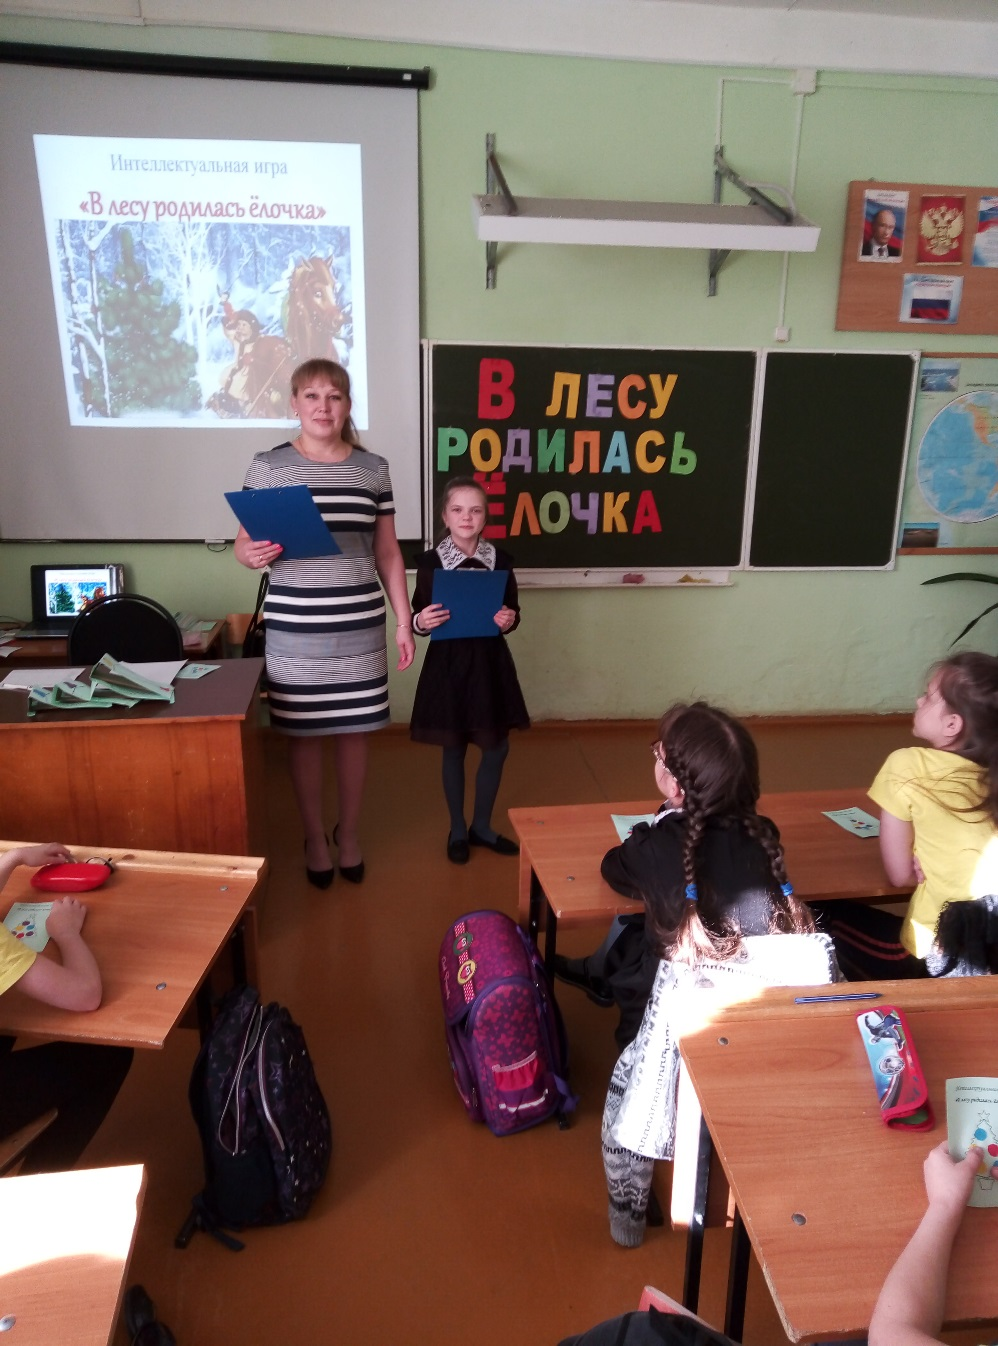 Интеллектуальная игра
«В лесу родилась ёлочка»
В ЛЕСУ
РОДИЛАСЬ
ЁЛОЧКА